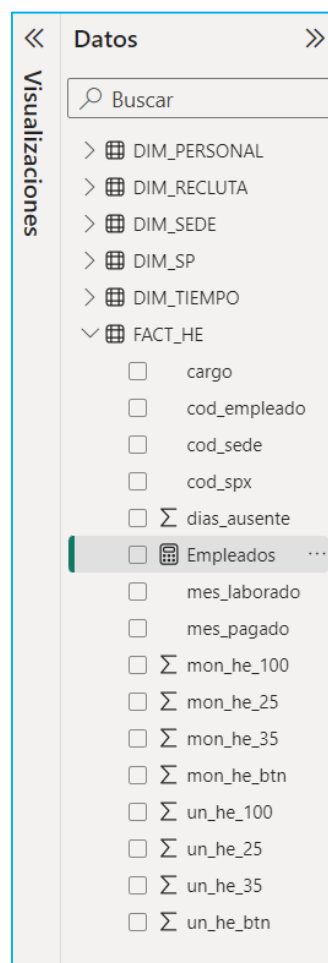 Datos
Visualizaciones
Buscar
DIM_PERSONAL
DIM_RECLUTA
DIM_SEDE
DIM_SP
DIM_TIEMPO
FACT_HE
cargo
cod_empleado
cod_sede
cod_spx
dias_ausente
Empleados
mes_laborado
mes_pagado
mon_he_100
mon_he_25
mon_he_35
mon_he_btn
un_he_100
un_he_25
un_he_35
un_he_btn